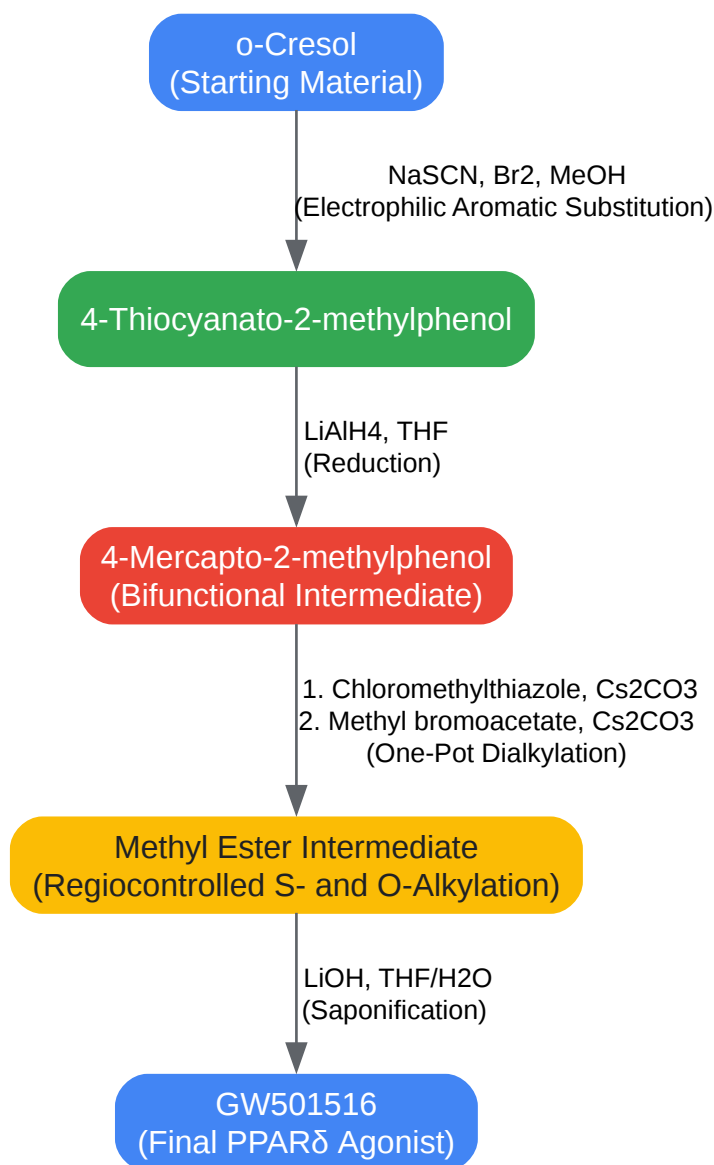 o-Cresol
(Starting Material)
NaSCN, Br2, MeOH
(Electrophilic Aromatic Substitution)
4-Thiocyanato-2-methylphenol
LiAlH4, THF
(Reduction)
4-Mercapto-2-methylphenol
(Bifunctional Intermediate)
1. Chloromethylthiazole, Cs2CO3
2. Methyl bromoacetate, Cs2CO3
(One-Pot Dialkylation)
Methyl Ester Intermediate
(Regiocontrolled S- and O-Alkylation)
LiOH, THF/H2O
(Saponification)
GW501516
(Final PPARδ Agonist)